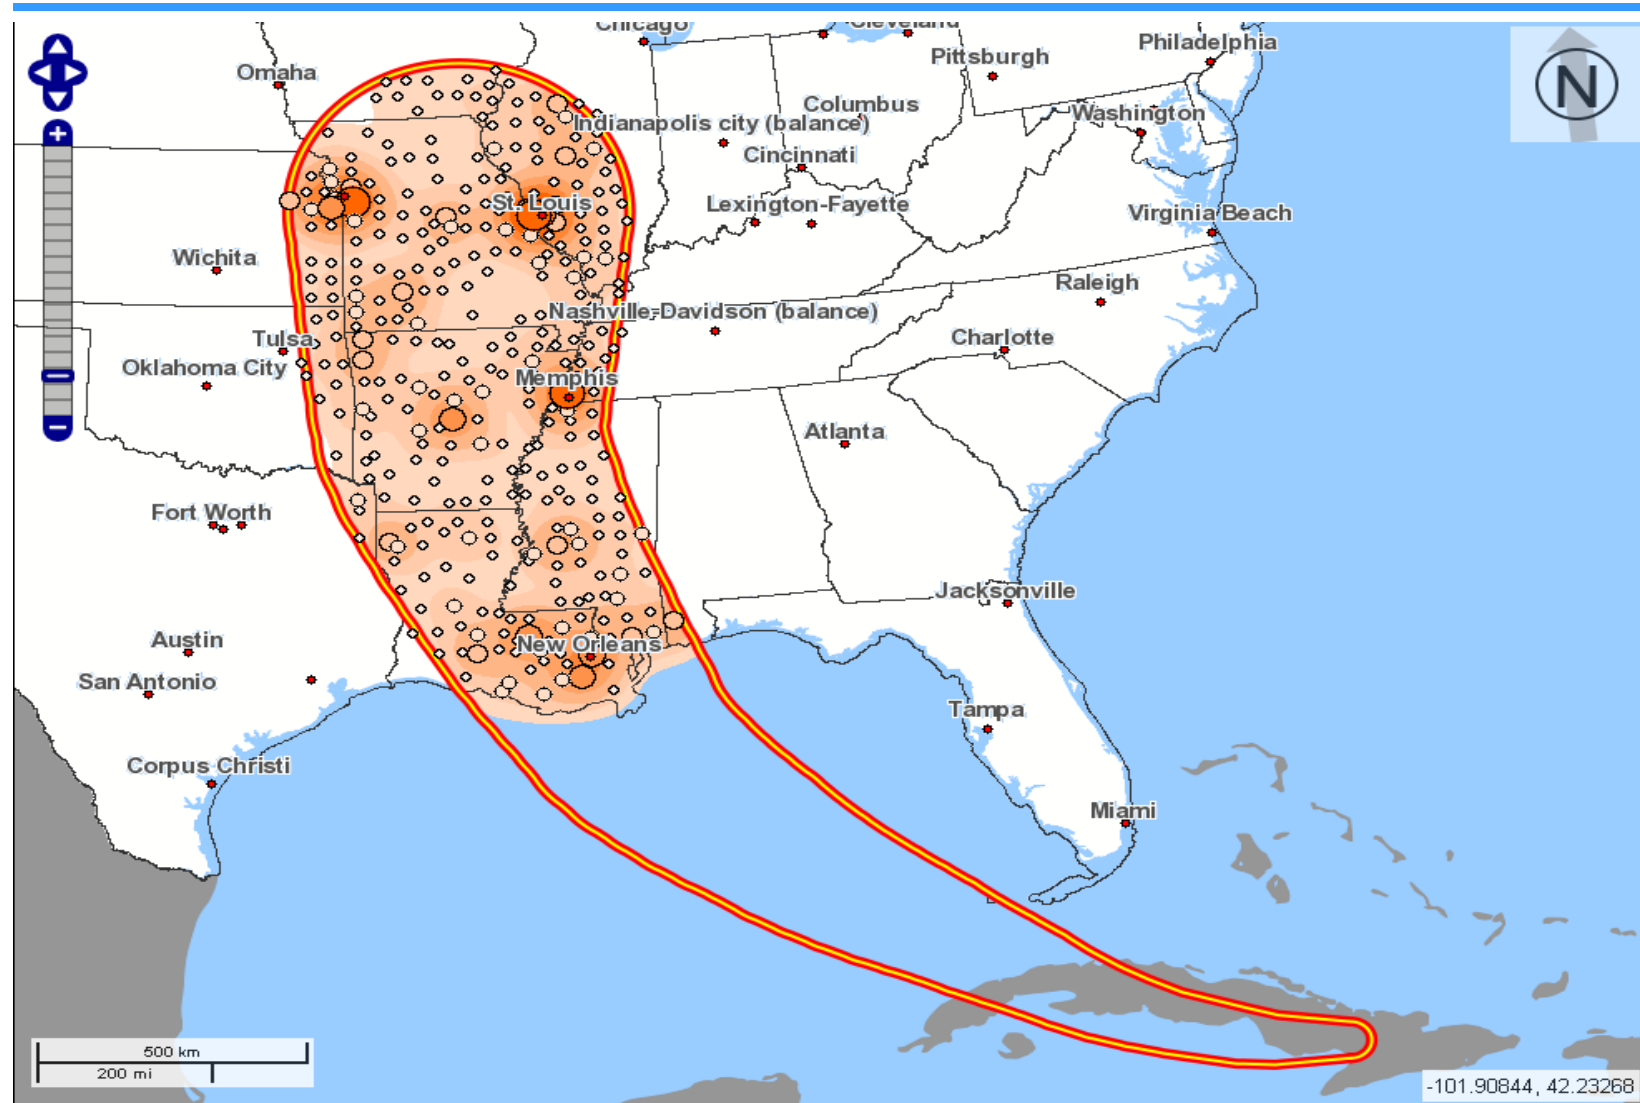 Chicago
Cleveland
Omaha
Pittsburgh
Philadelphia
N
+
Columbus
Washington
Indianapolis city (balance)
Cincinnati
St. Louis
Lexington-Fayette
Virginia Beach
Wichita
Raleigh
Nashville-Davidson (balance)
Tulsa
Charlotte
Oklahoma City
Memphis
Atlanta
Fort Worth
Jacksonville
Austin
New Orleans
San Antonio
Tampa
Corpus Christi
Miami
500 km
200 mi
-101.90844, 42.23268